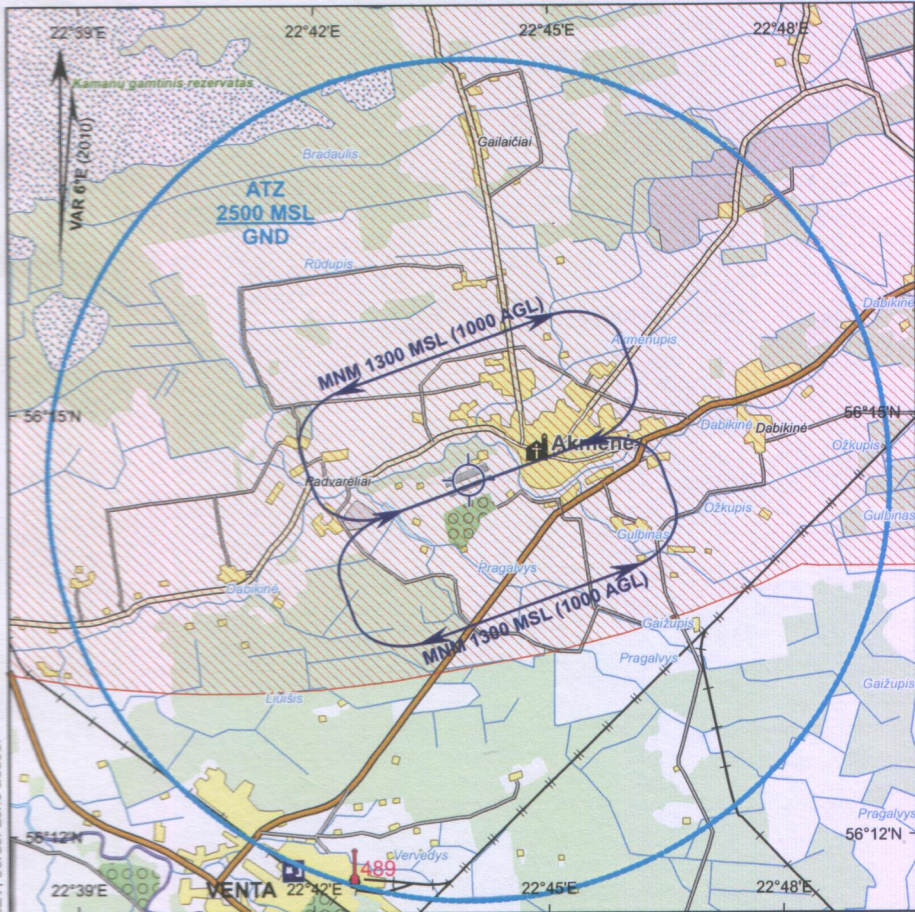 22°39'E
22°42'E
22°45'E
22°48'E
Kamanų gamtinis rezervatas
VAR 6°E (2010)
Gailaičiai
Bradaulis
ATZ
2500 MSL
GND
Rūdupis
Dabikinė
MNM 1300 MSL (1000 AGL)
Akmenupis
56°15'N
56°15'N
Akmenė
Dabikinė
Dabikinė
Ožkupis
Padvarėliai
Ožkupis
Gulbinas
Gulbinas
Pragalvys
Dabikinė
MNM 1300 MSL (1000 AGL)
Gaižupis
Pragalvys
Gaižupis
Liūišis
Pragalvys
56°12'N
56°12'N
Vervedys
489
22°39'E
VENTA
22°42'E
22°45'E
22°48'E